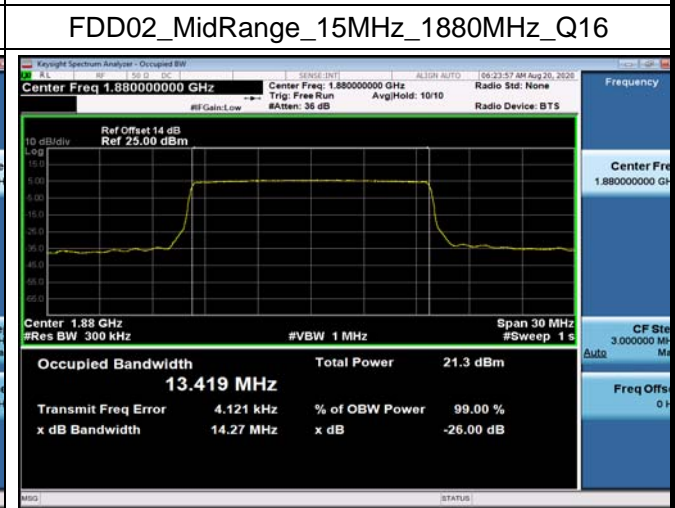 FDD02_MidRange_15MHz_1880MHz_Q16
Keysight Spectrum Analyzer - Occupied BW
RL RF 50 Ω DC SENSE:INT ALIGN AUTO 06:23:57 AM Aug 20, 2020
Center Freq 1.880000000 GHz
Center Freq: 1.880000000 GHz Radio Std: None
Trig: Free Run Avg|Hold: 10/10
#IFGain:Low #Atten: 36 dB Radio Device: BTS
Frequency
Ref Offset 14 dB
10 dB/div Ref 25.00 dBm
Log
15.0
5.00
-5.00
-15.0
-25.0
-35.0
-45.0
-55.0
-65.0
Center Fre
1.880000000 GH
Center 1.88 GHz Span 30 MHz
#Res BW 300 kHz #VBW 1 MHz #Sweep 1 s
CF Ste
3.000000 MH
Auto Ma
Occupied Bandwidth Total Power 21.3 dBm
13.419 MHz
Freq Offs
0 H
Transmit Freq Error 4.121 kHz % of OBW Power 99.00 %
x dB Bandwidth 14.27 MHz x dB -26.00 dB
MSG STATUS